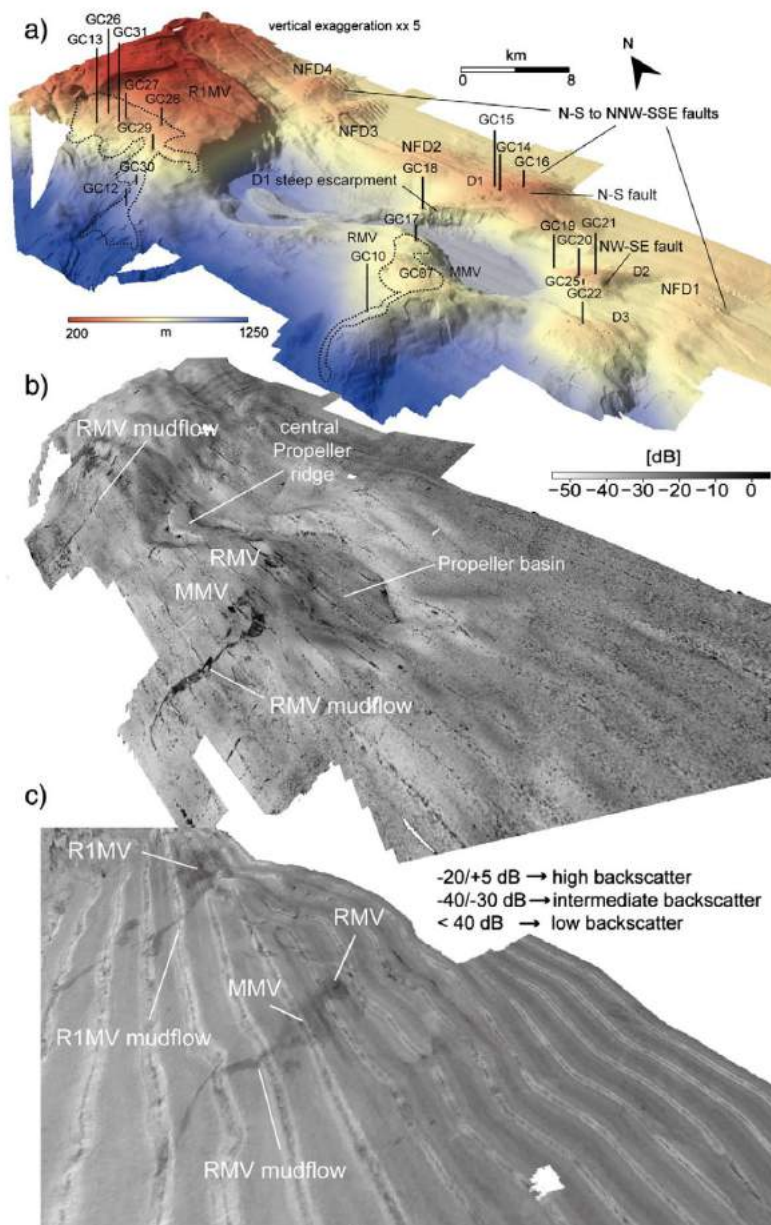 a)
GC26
GC13 GC31
vertical exaggeration xx 5
km
0 8
N
GC27
GC28
R1MV
NFD4
NFD3
N-S to NNW-SSE faults
GC15
GC14
GC29
GC30
GC12
NFD2
GC18
D1
GC16
D1 steep escarpment
N-S fault
GC17
GC19 GC21
GC20
RMV
GC10
GC07
MMV
NW-SE fault
GC25
D2
GC22
NFD1
D3
200 m 1250
b)
RMV mudflow
central
Propeller
ridge
[dB]
−50 −40 −30 −20 −10 0
RMV
Propeller basin
MMV
RMV mudflow
c)
R1MV
-20/+5 dB → high backscatter
-40/-30 dB → intermediate backscatter
< 40 dB → low backscatter
RMV
MMV
R1MV mudflow
RMV mudflow